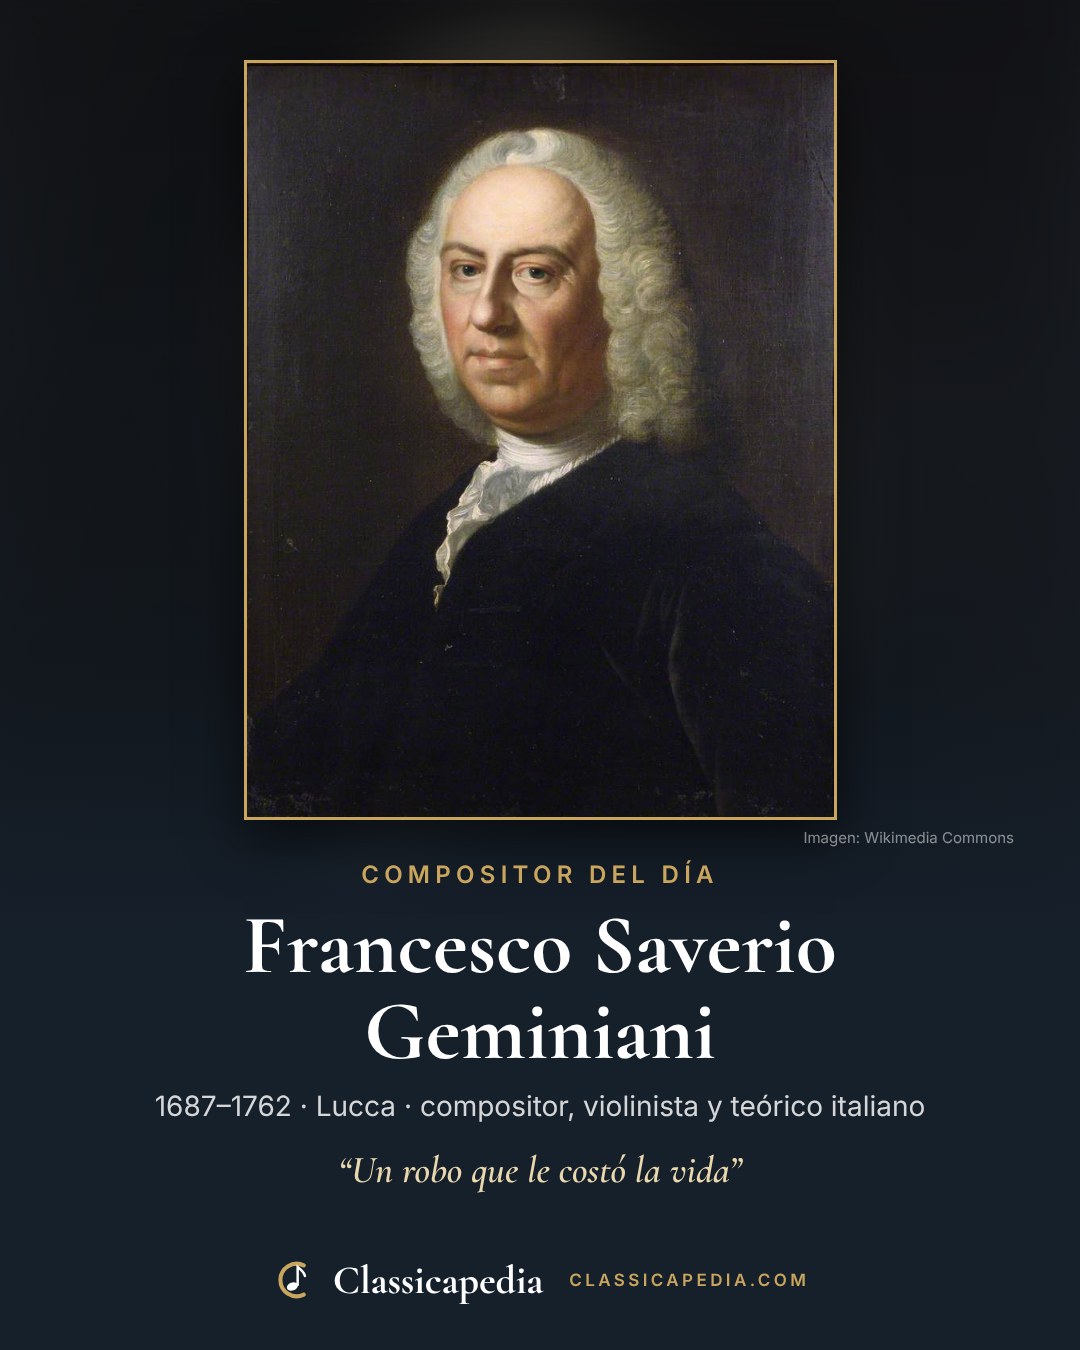 Imagen: Wikimedia Commons
COMPOSITOR DEL DÍA
Francesco Saverio
Geminiani
1687–1762 · Lucca · compositor, violinista y teórico italiano
“Un robo que le costó la vida”
Classicapedia CLASSICAPEDIA.COM